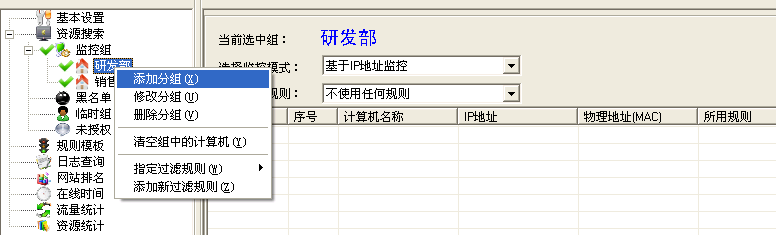 基本设置
资源搜索
监控组
研发部
销售
黑名单
临时组
未授权
规则模板
日志查询
网站排名
在线时间
流量统计
资源统计
添加分组(X)
修改分组(U)
删除分组(V)
清空组中的计算机(Y)
指定过滤规则(W)
添加新过滤规则(Z)
当前选中组： 研发部
选择监控模式： 基于IP地址监控
规则： 不使用任何规则
序号 计算机名称 IP地址 物理地址(MAC) 所用规则